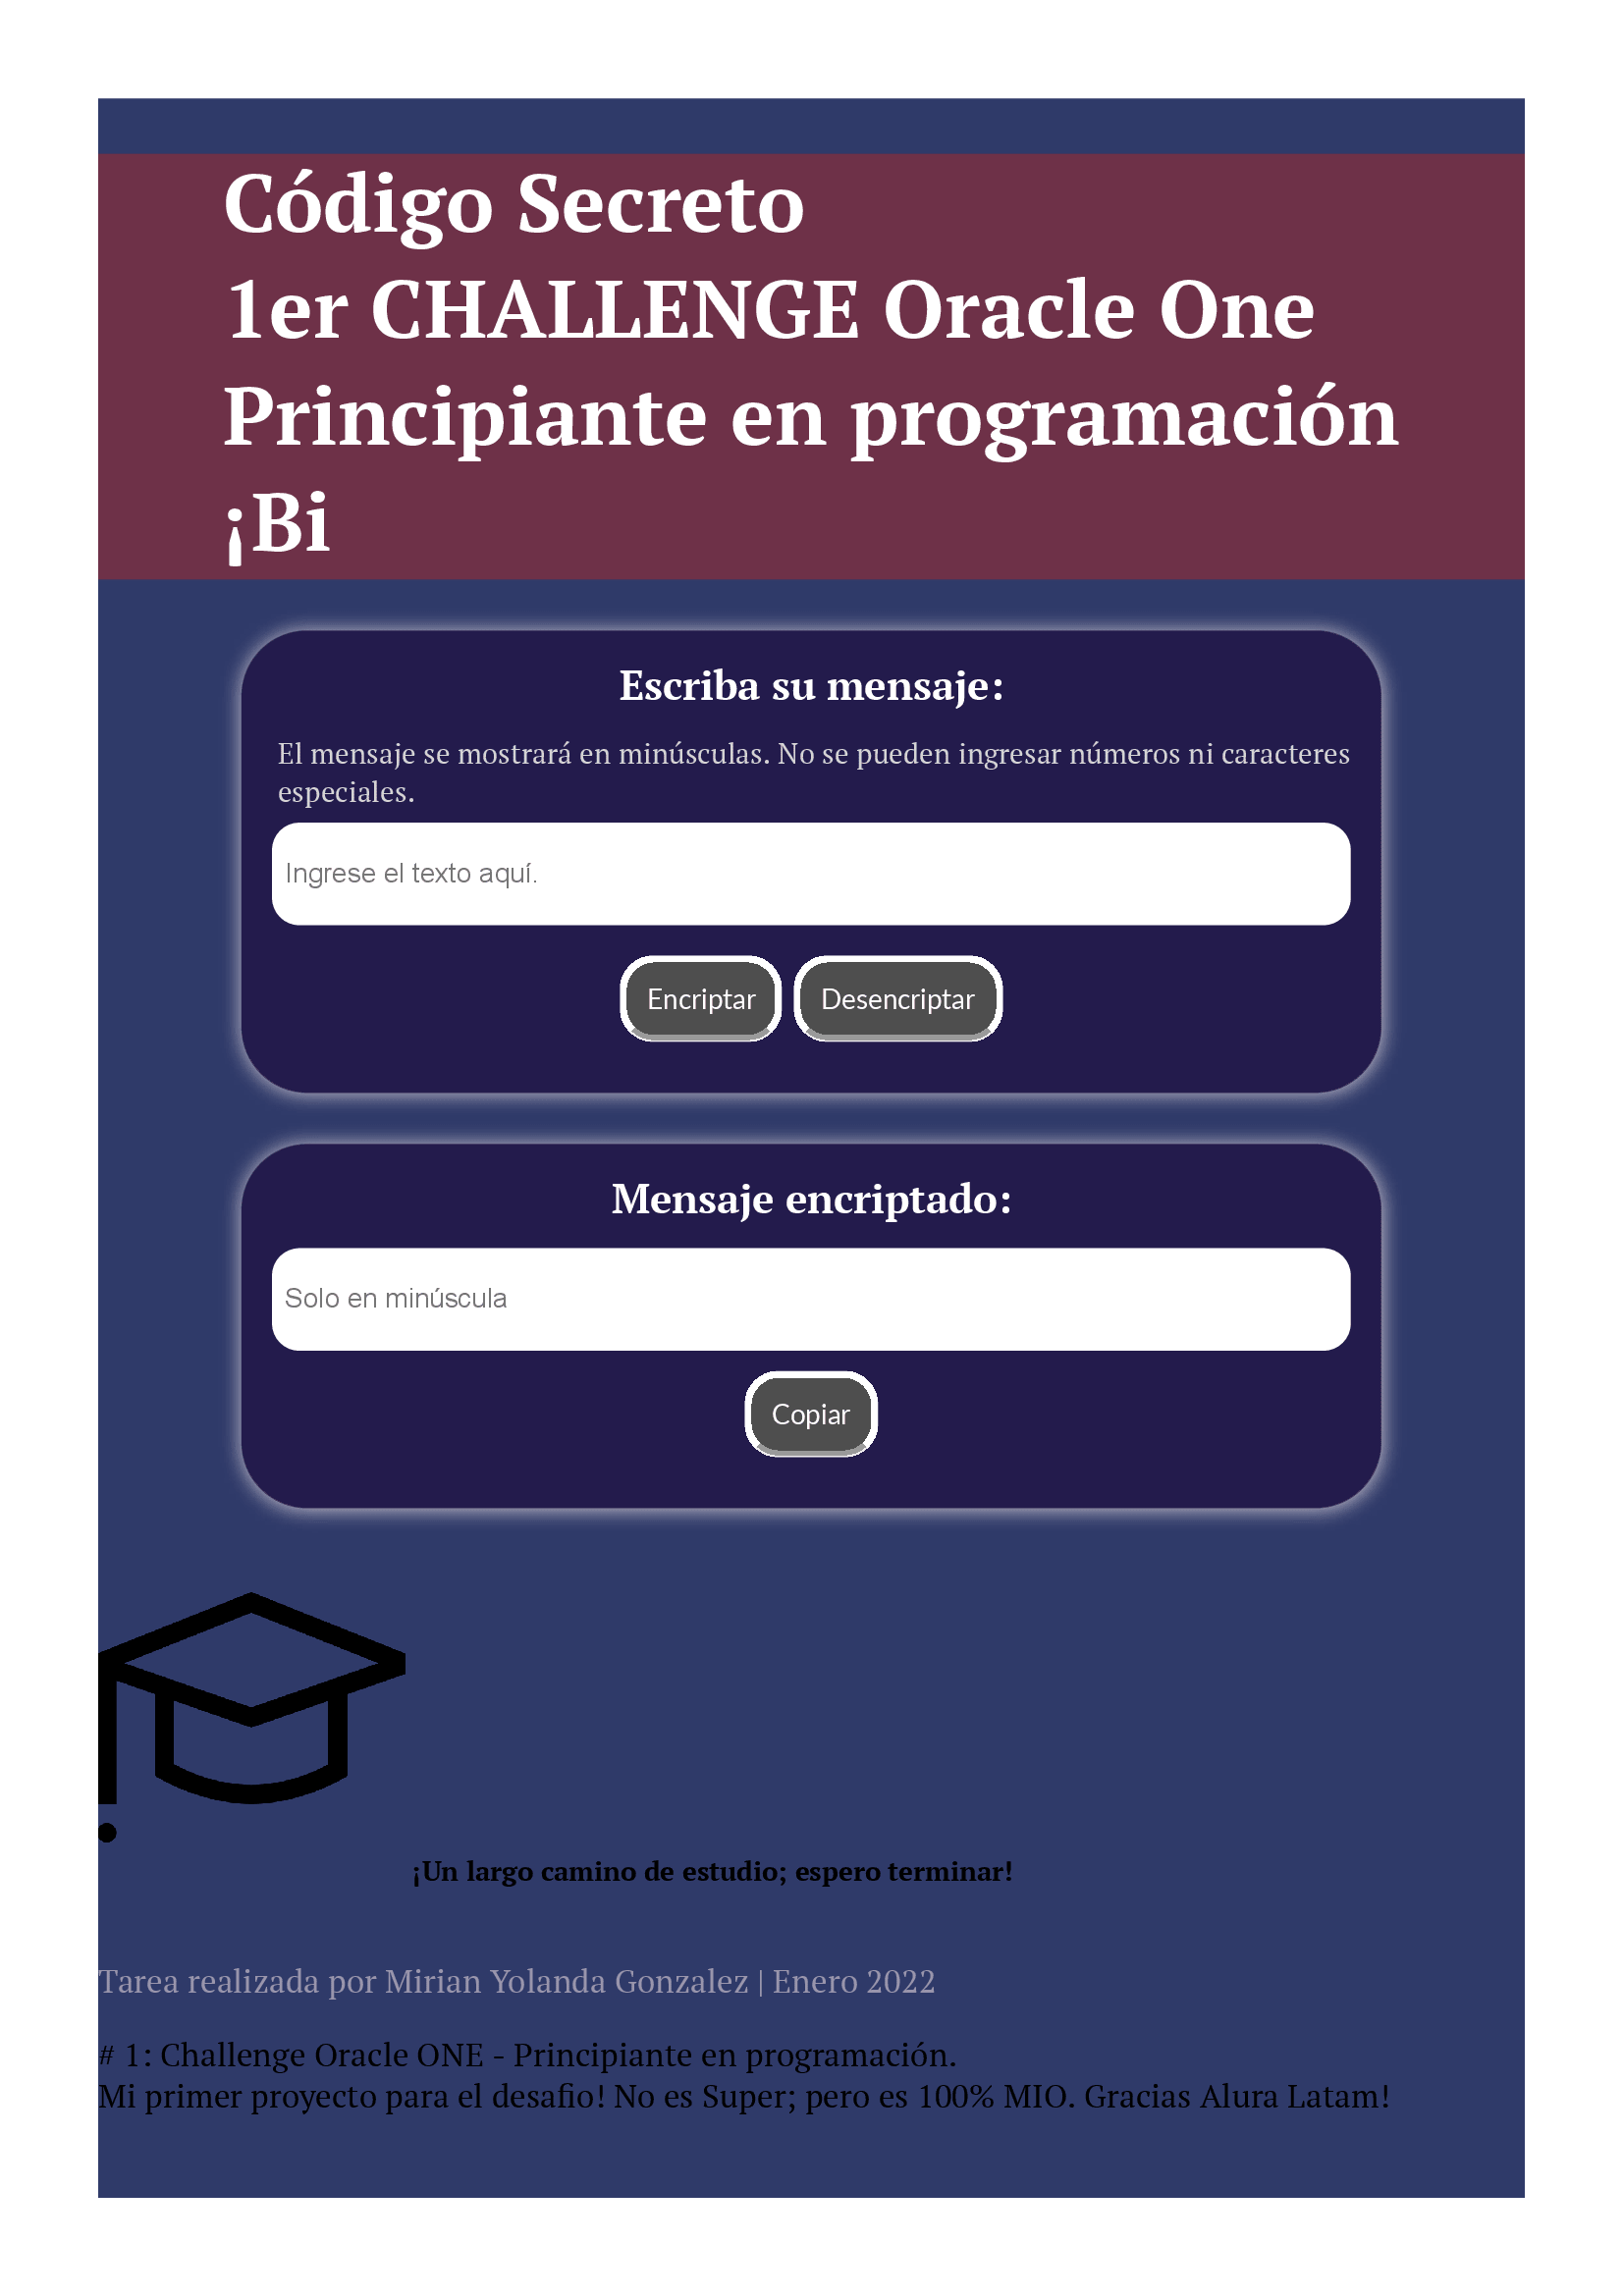 Código Secreto
1er CHALLENGE Oracle One
Principiante en programación
¡Bi
Escriba su mensaje:
El mensaje se mostrará en minúsculas. No se pueden ingresar números ni caracteres
especiales.
Ingrese el texto aquí.
Encriptar Desencriptar
Mensaje encriptado:
Solo en minúscula
Copiar
¡Un largo camino de estudio; espero terminar!
Tarea realizada por Mirian Yolanda Gonzalez | Enero 2022
# 1: Challenge Oracle ONE - Principiante en programación.
Mi primer proyecto para el desafio! No es Super; pero es 100% MIO. Gracias Alura Latam!